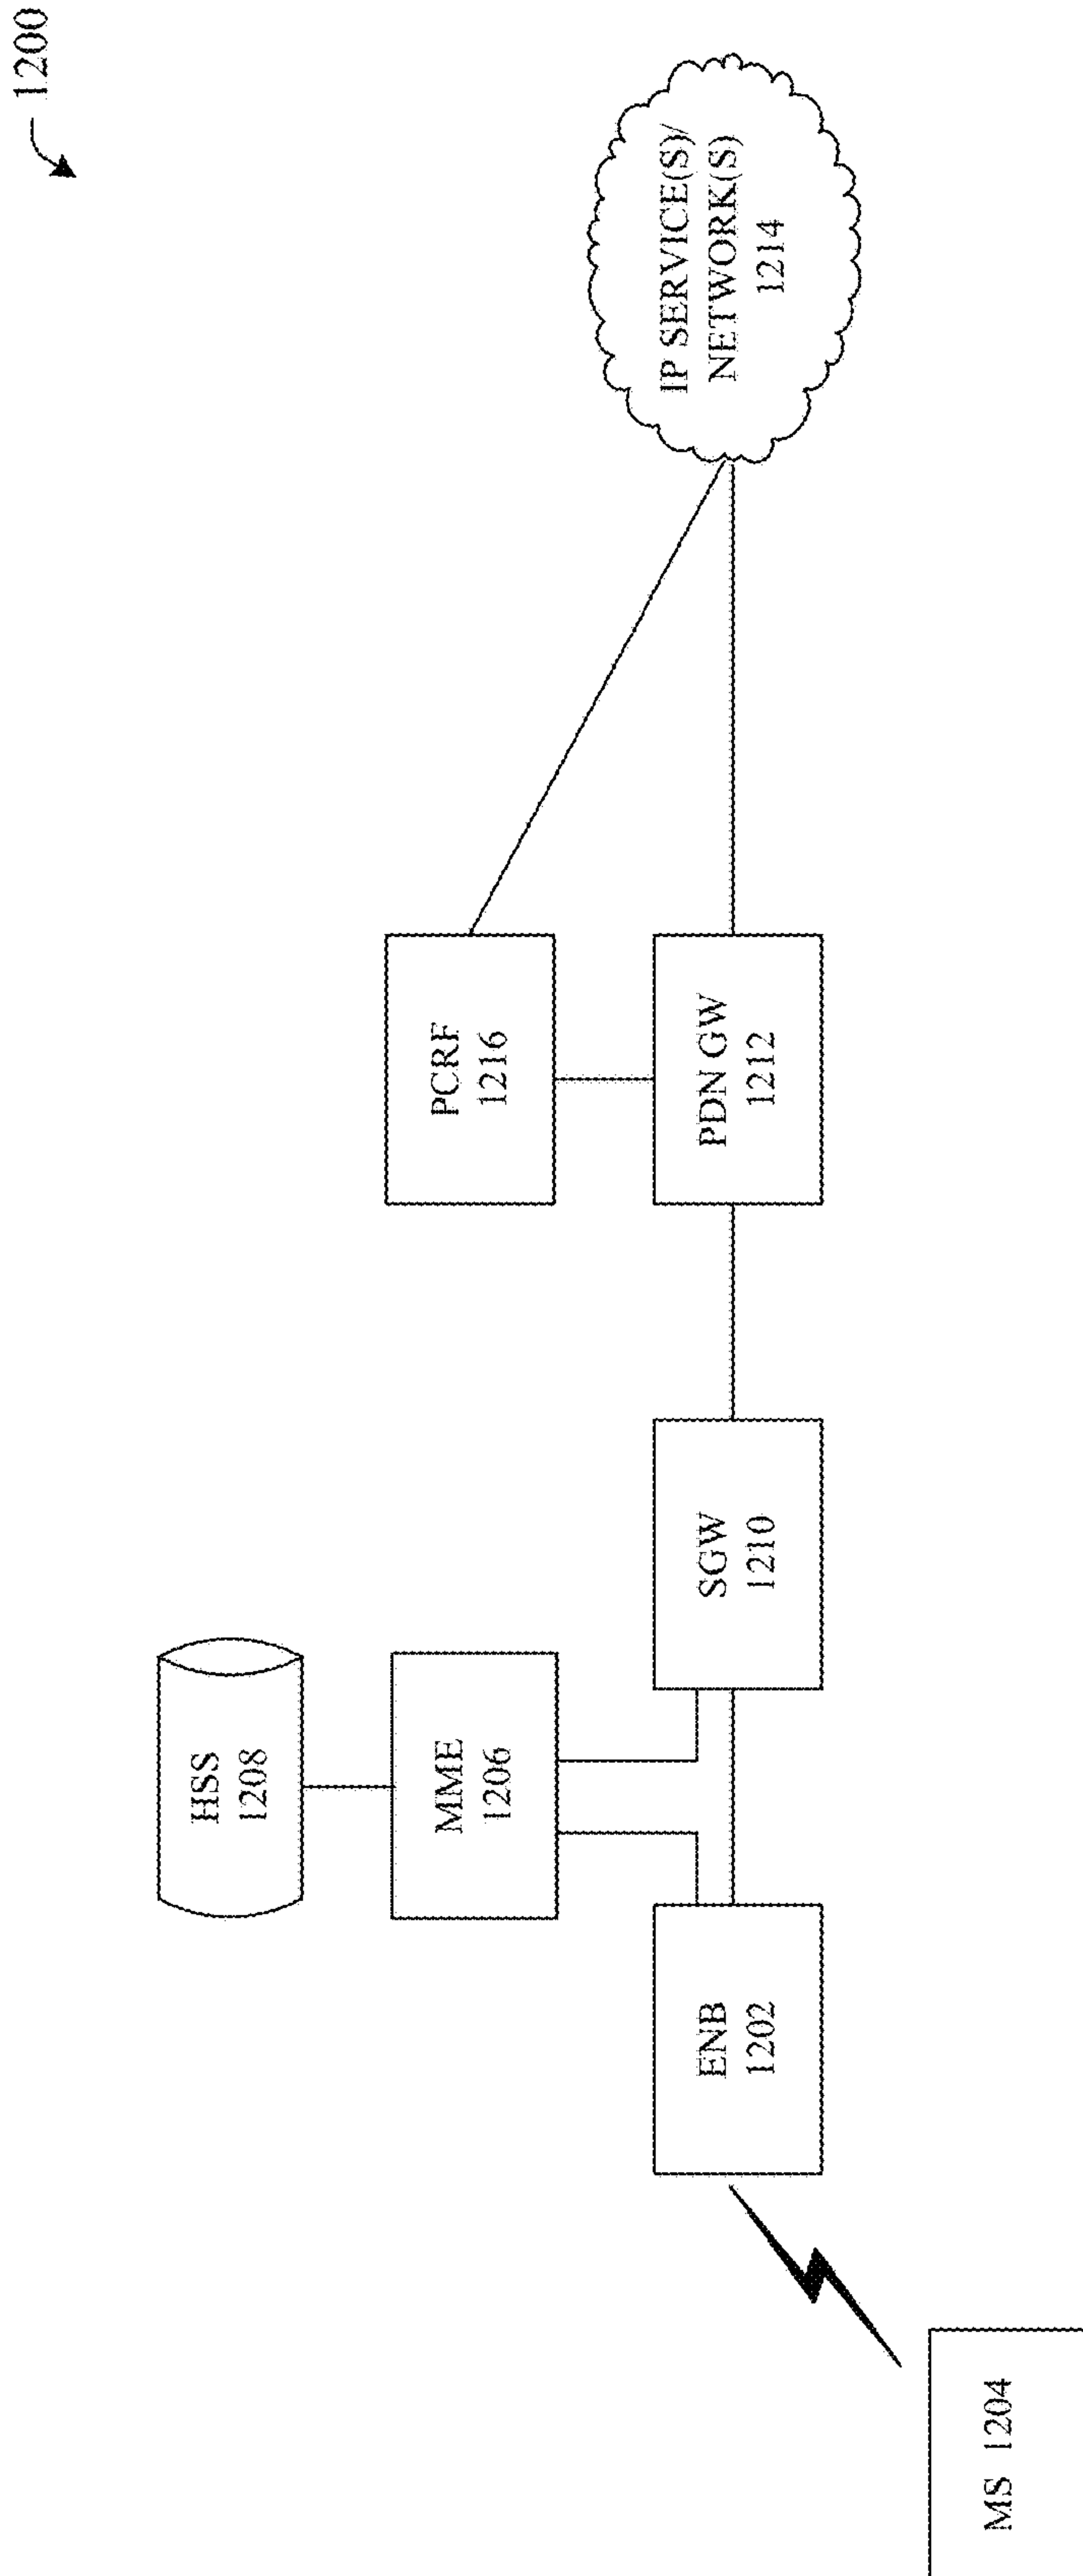 1200
HSS
1208
MME
1206
PCRF
1216
MS 1204
ENB
1202
SGW
1210
PDN GW
1212
IP SERVICE(S)/
NETWORK(S)
1214